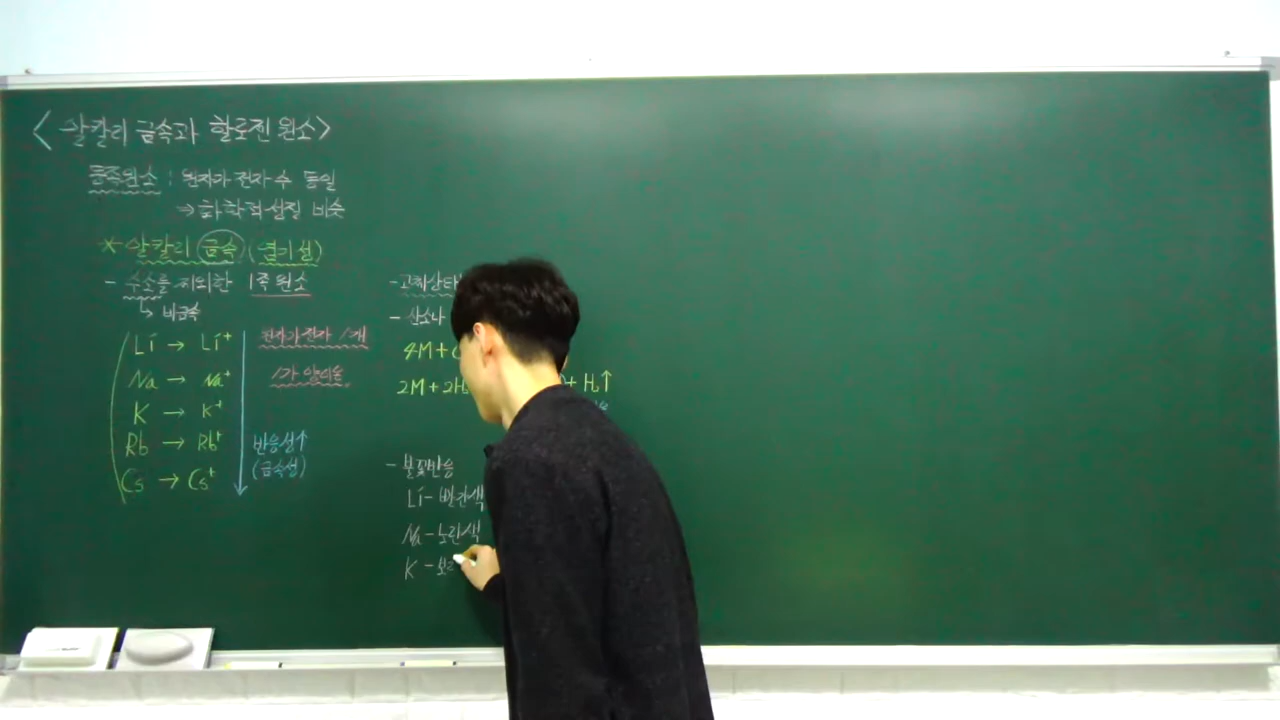 <알칼리 금속과 할로젠 원소>
동족원소 : 원자가 전자 수 동일
⇒ 화학적 성질 비슷
* 알칼리 금속 (염기성)
- 수소를 제외한 1족 원소
↳ 비금속
Li → Li⁺
Na → Na⁺
K → K⁺
Rb → Rb⁺
Cs → Cs⁺
원자가 전자 1개
1가 양이온
반응성↑
(금속성)
- 고체상태
- 산소나
4M +
2M + 2H
+ H₂↑
- 불꽃반응
Li - 빨간색
Na - 노란색
K - 보